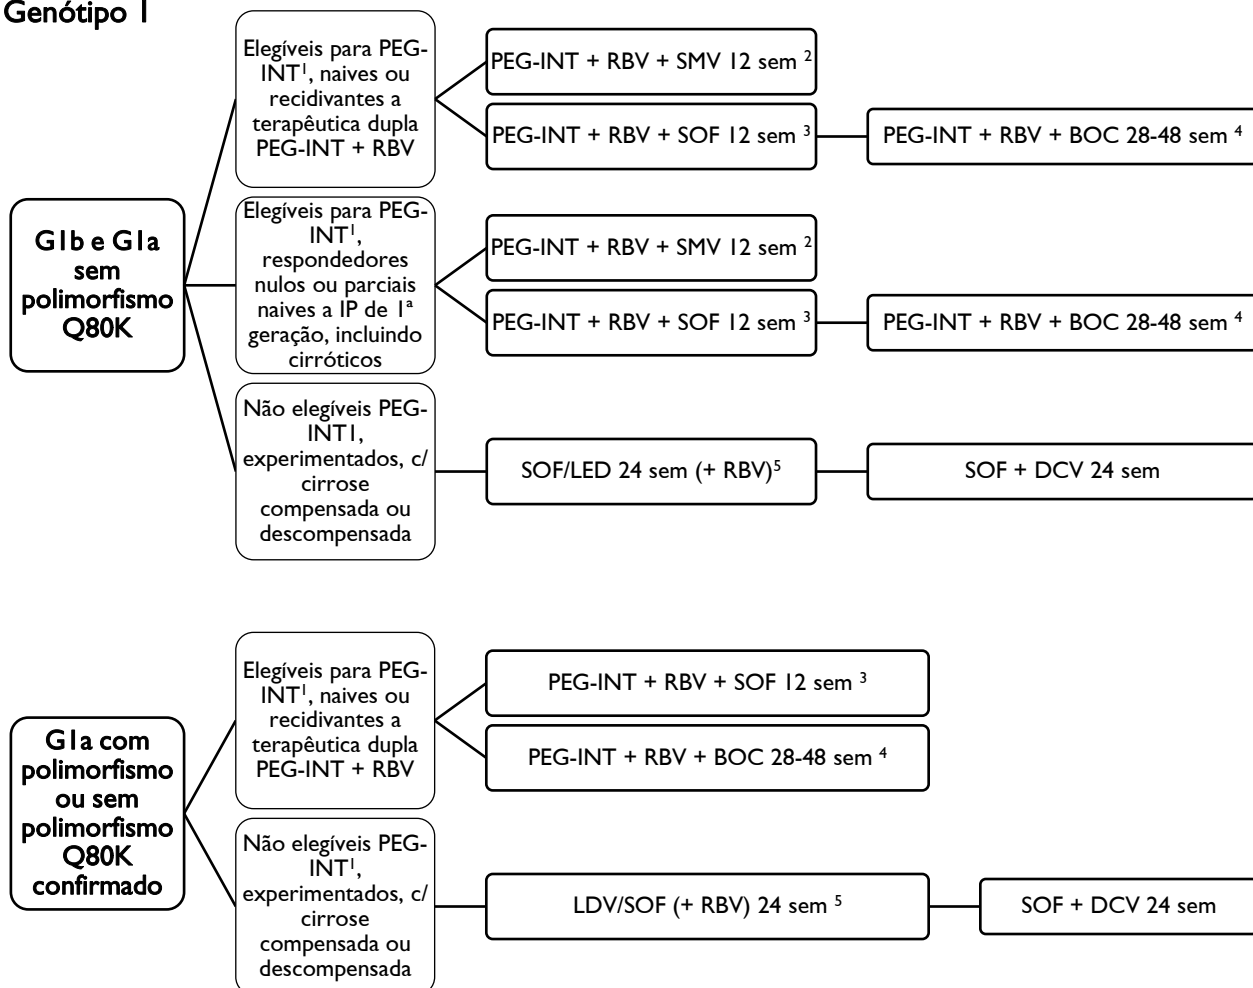 Genótipo 1
G1b e G1a
sem
polimorfismo
Q80K
Elegíveis para PEG-
INT¹, naives ou
recidivantes a
terapêutica dupla
PEG-INT + RBV
PEG-INT + RBV + SMV 12 sem ²
PEG-INT + RBV + SOF 12 sem ³
PEG-INT + RBV + BOC 28-48 sem ⁴
Elegíveis para PEG-
INT¹,
respondedores
nulos ou parciais
naives a IP de 1ª
geração, incluindo
cirróticos
PEG-INT + RBV + SMV 12 sem ²
PEG-INT + RBV + SOF 12 sem ³
PEG-INT + RBV + BOC 28-48 sem ⁴
Não elegíveis PEG-
INT1,
experimentados, c/
cirrose
compensada ou
descompensada
SOF/LED 24 sem (+ RBV)⁵
SOF + DCV 24 sem
G1a com
polimorfismo
ou sem
polimorfismo
Q80K
confirmado
Elegíveis para PEG-
INT¹, naives ou
recidivantes a
terapêutica dupla
PEG-INT + RBV
PEG-INT + RBV + SOF 12 sem ³
PEG-INT + RBV + BOC 28-48 sem ⁴
Não elegíveis PEG-
INT¹,
experimentados, c/
cirrose
compensada ou
descompensada
LDV/SOF (+ RBV) 24 sem ⁵
SOF + DCV 24 sem